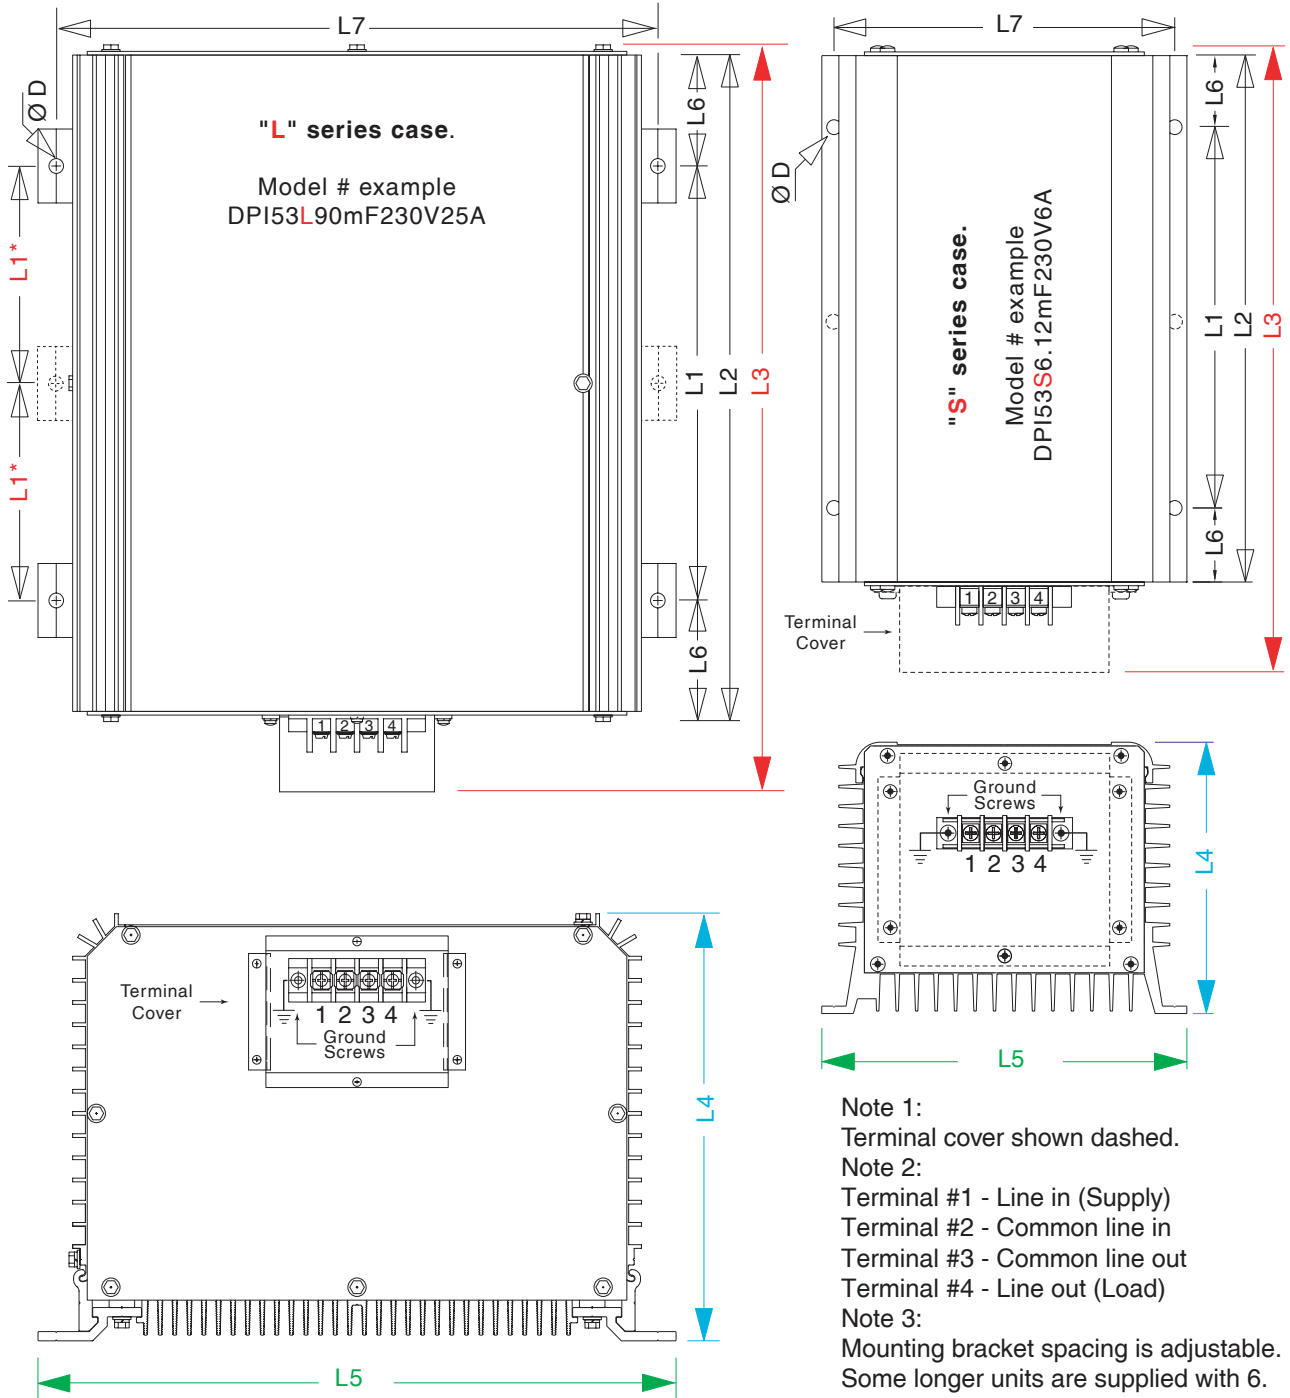 L7
Ø D
L6
"L" series case.
Model # example
DPI53L90mF230V25A
L1*
L1*
L1
L2
L3
L6
1 2 3 4
L7
Ø D
L6
"S" series case.
Model # example
DPI53S6.12mF230V6A
L1
L2
L3
L6
1 2 3 4
Terminal
Cover
Ground
Screws
1 2 3 4
L4
L5
Terminal
Cover
1 2 3 4
Ground
Screws
L4
L5
Note 1:
Terminal cover shown dashed.
Note 2:
Terminal #1 - Line in (Supply)
Terminal #2 - Common line in
Terminal #3 - Common line out
Terminal #4 - Line out (Load)
Note 3:
Mounting bracket spacing is adjustable.
Some longer units are supplied with 6.